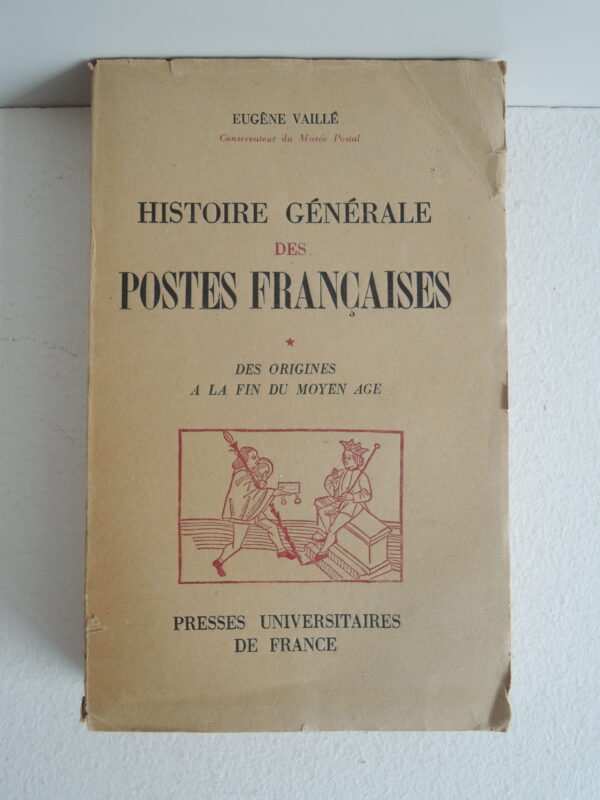 EUGÈNE VAILLÉ
Conservateur du Musée Postal
HISTOIRE GÉNÉRALE
DES
POSTES FRANÇAISES
★
DES ORIGINES
A LA FIN DU MOYEN AGE
PRESSES UNIVERSITAIRES
DE FRANCE